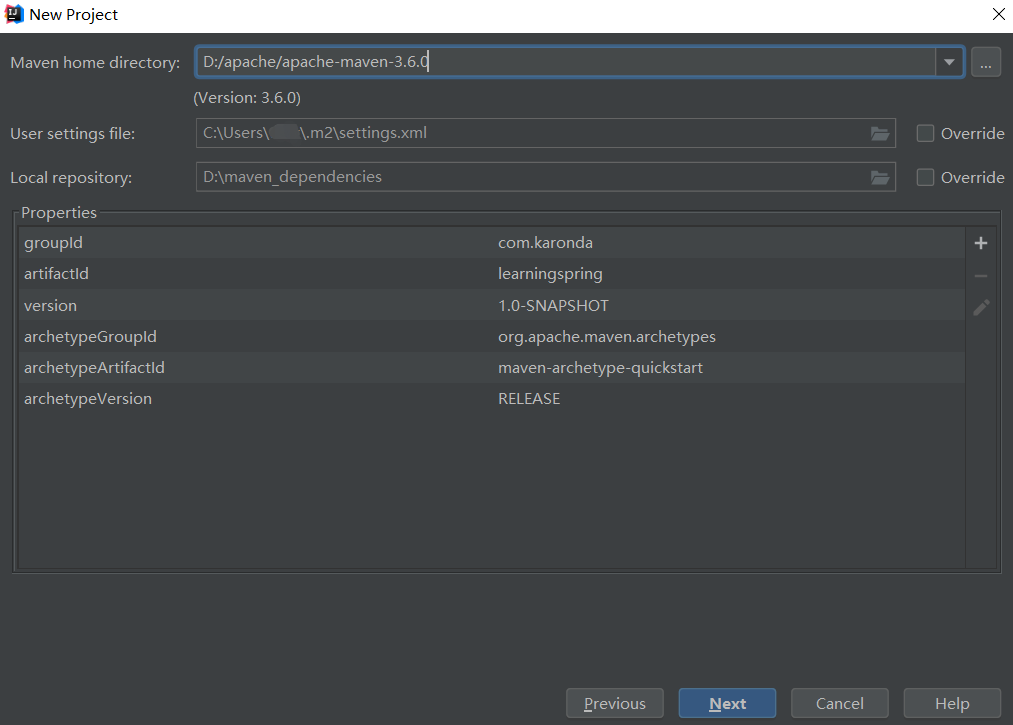 New Project
Maven home directory: D:/apache/apache-maven-3.6.0 ...
(Version: 3.6.0)
User settings file: C:\Users\ \.m2\settings.xml Override
Local repository: D:\maven_dependencies Override
Properties
groupId com.karonda
artifactId learningspring
version 1.0-SNAPSHOT
archetypeGroupId org.apache.maven.archetypes
archetypeArtifactId maven-archetype-quickstart
archetypeVersion RELEASE
Previous Next Cancel Help